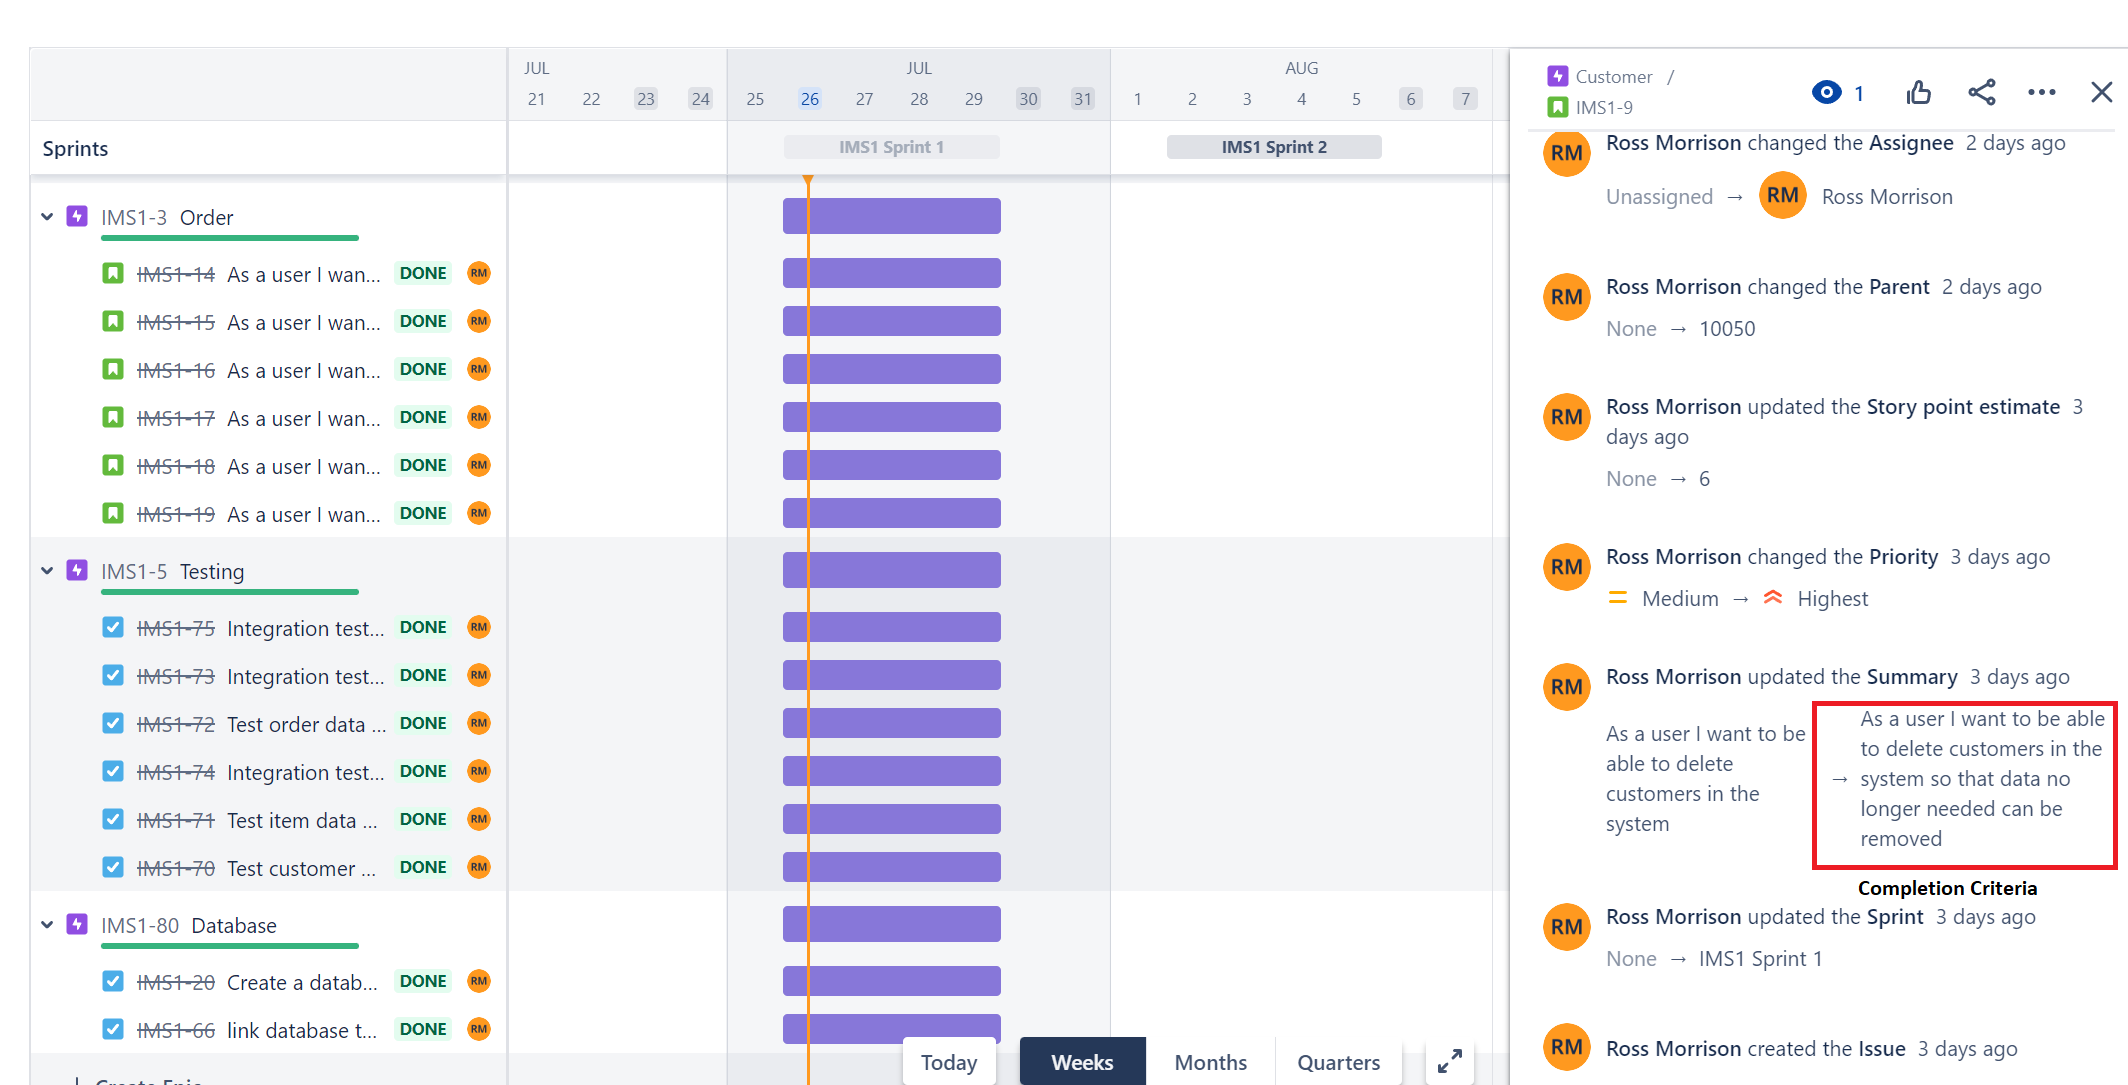 JUL
21 22 23 24
JUL
25 26 27 28 29 30 31
AUG
1 2 3 4 5 6 7
Sprints
IMS1 Sprint 1
IMS1 Sprint 2
IMS1-3 Order
IMS1-14 As a user I wan... DONE RM
IMS1-15 As a user I wan... DONE RM
IMS1-16 As a user I wan... DONE RM
IMS1-17 As a user I wan... DONE RM
IMS1-18 As a user I wan... DONE RM
IMS1-19 As a user I wan... DONE RM
IMS1-5 Testing
IMS1-75 Integration test... DONE RM
IMS1-73 Integration test... DONE RM
IMS1-72 Test order data ... DONE RM
IMS1-74 Integration test... DONE RM
IMS1-71 Test item data ... DONE RM
IMS1-70 Test customer ... DONE RM
IMS1-80 Database
IMS1-20 Create a datab... DONE RM
IMS1-66 link database t... DONE RM
Today
Weeks
Months
Quarters
Customer /
IMS1-9
1
RM
Ross Morrison changed the Assignee 2 days ago
Unassigned → RM Ross Morrison
RM
Ross Morrison changed the Parent 2 days ago
None → 10050
RM
Ross Morrison updated the Story point estimate 3
days ago
None → 6
RM
Ross Morrison changed the Priority 3 days ago
Medium → Highest
RM
Ross Morrison updated the Summary 3 days ago
As a user I want to be
able to delete
customers in the
system
→
As a user I want to be able
to delete customers in the
system so that data no
longer needed can be
removed
Completion Criteria
RM
Ross Morrison updated the Sprint 3 days ago
None → IMS1 Sprint 1
RM
Ross Morrison created the Issue 3 days ago